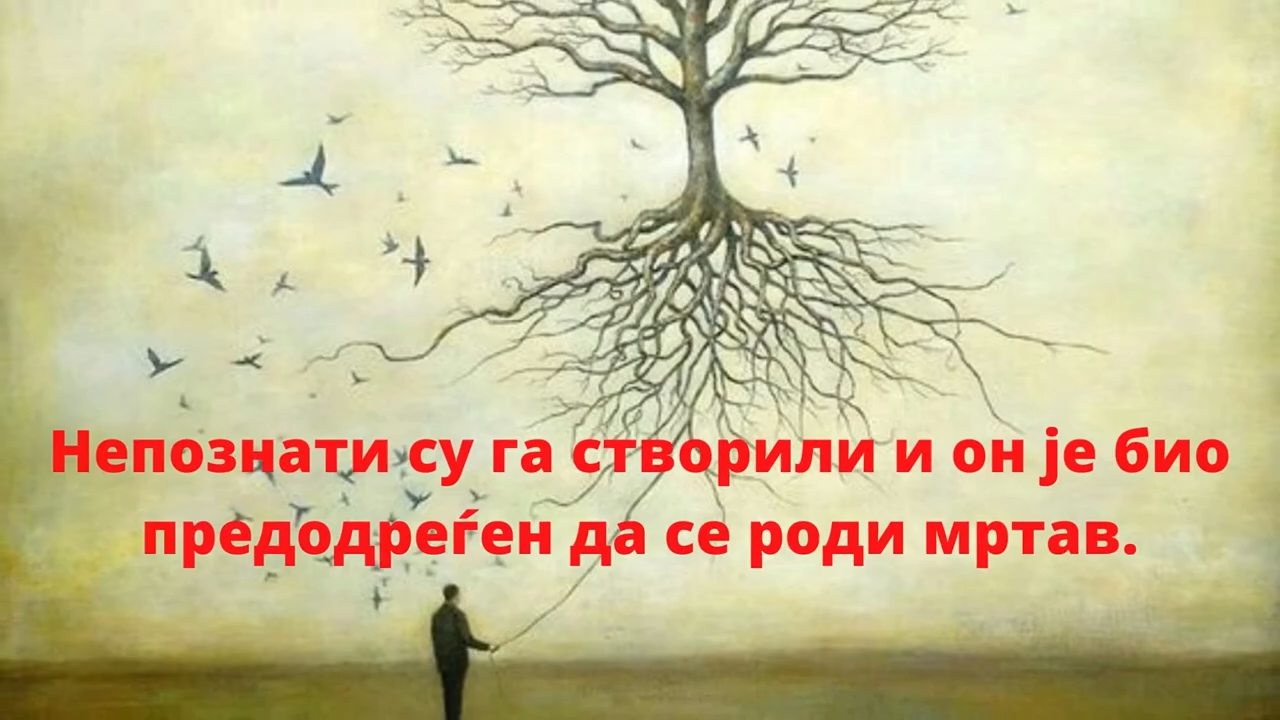 Непознати су га створили и он је био
предодреѓен да се роди мртав.